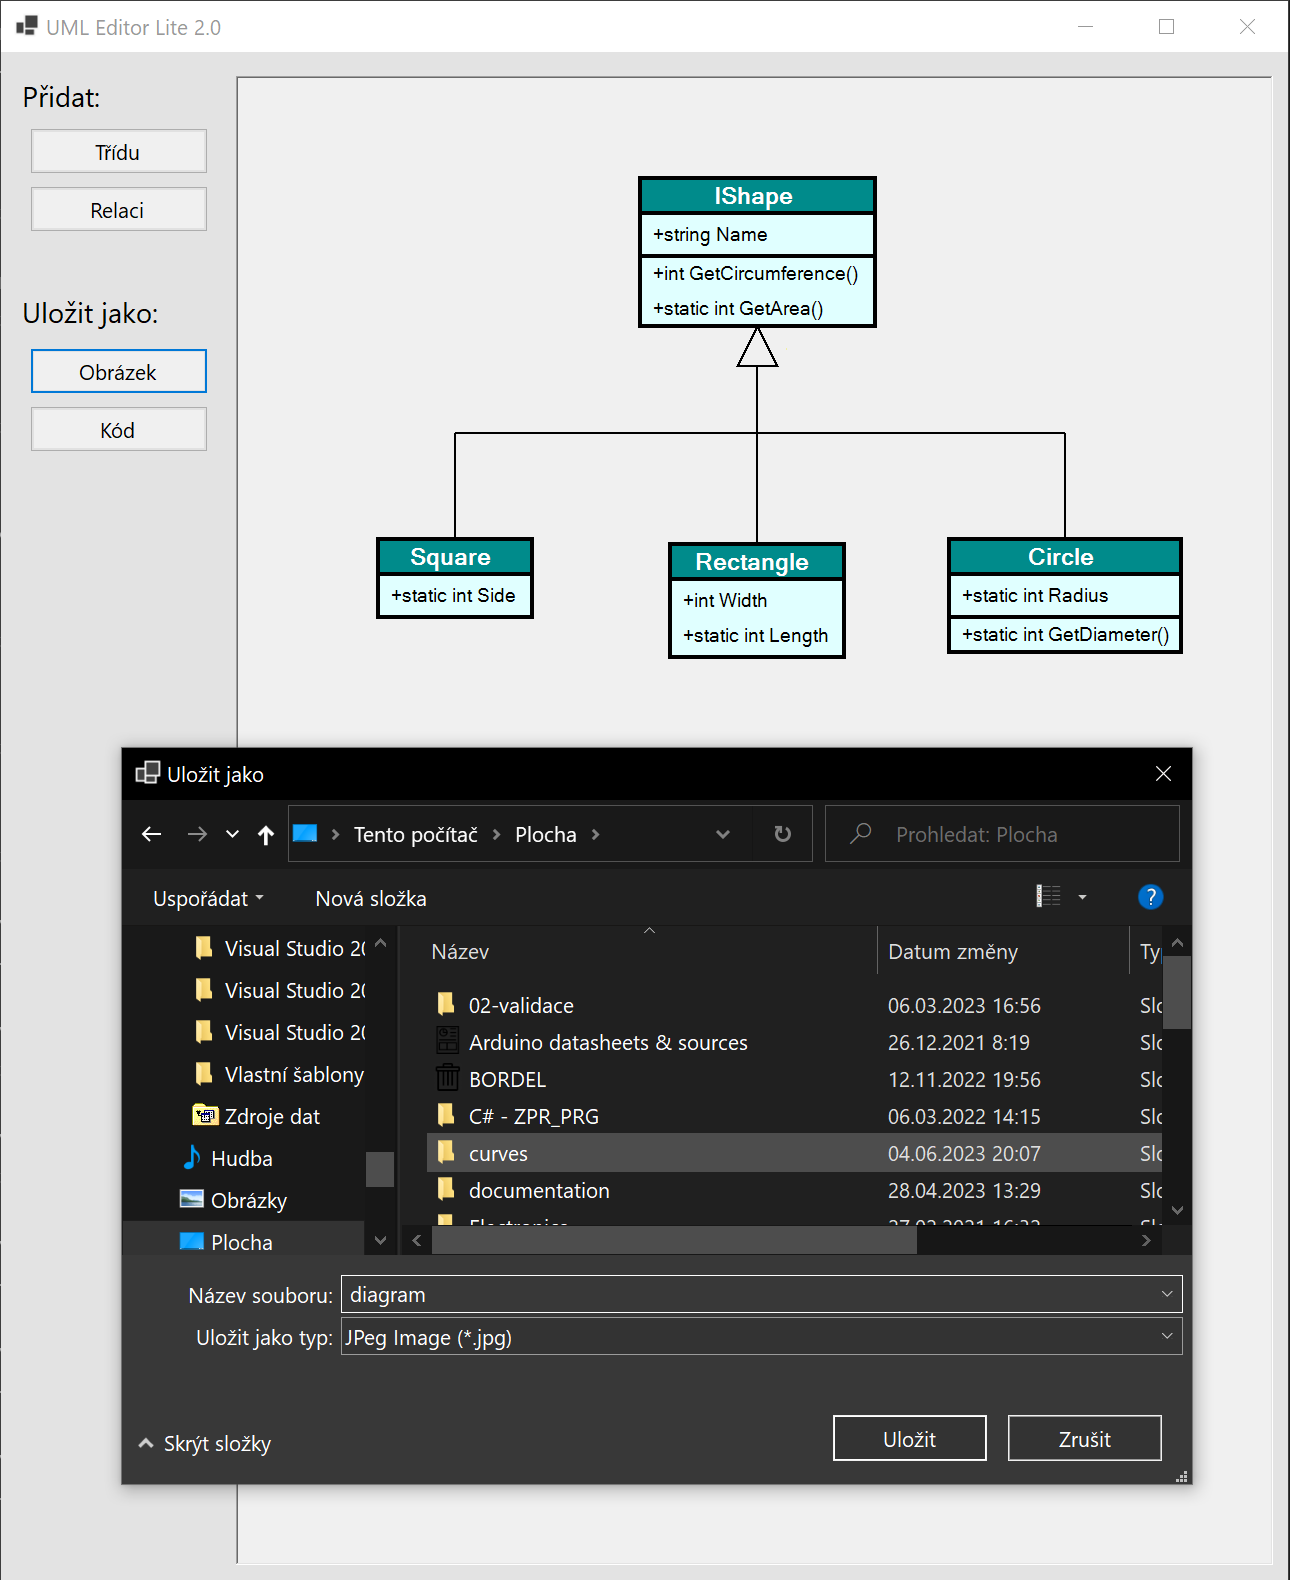 UML Editor Lite 2.0
Přidat:
Třídu
Relaci
Uložit jako:
Obrázek
Kód
IShape
+string Name
+int GetCircumference()
+static int GetArea()
Square
+static int Side
Rectangle
+int Width
+static int Length
Circle
+static int Radius
+static int GetDiameter()
Uložit jako
Tento počítač Plocha
Prohledat: Plocha
Uspořádat Nová složka
?
Visual Studio 20
Visual Studio 20
Visual Studio 20
Vlastní šablony
Zdroje dat
Hudba
Obrázky
Plocha
Název Datum změny Ty
02-validace 06.03.2023 16:56 Slo
Arduino datasheets & sources 26.12.2021 8:19 Slo
BORDEL 12.11.2022 19:56 Slo
C# - ZPR_PRG 06.03.2022 14:15 Slo
curves 04.06.2023 20:07 Slo
documentation 28.04.2023 13:29 Slo
Název souboru: diagram
Uložit jako typ: JPeg Image (*.jpg)
Skrýt složky
Uložit
Zrušit